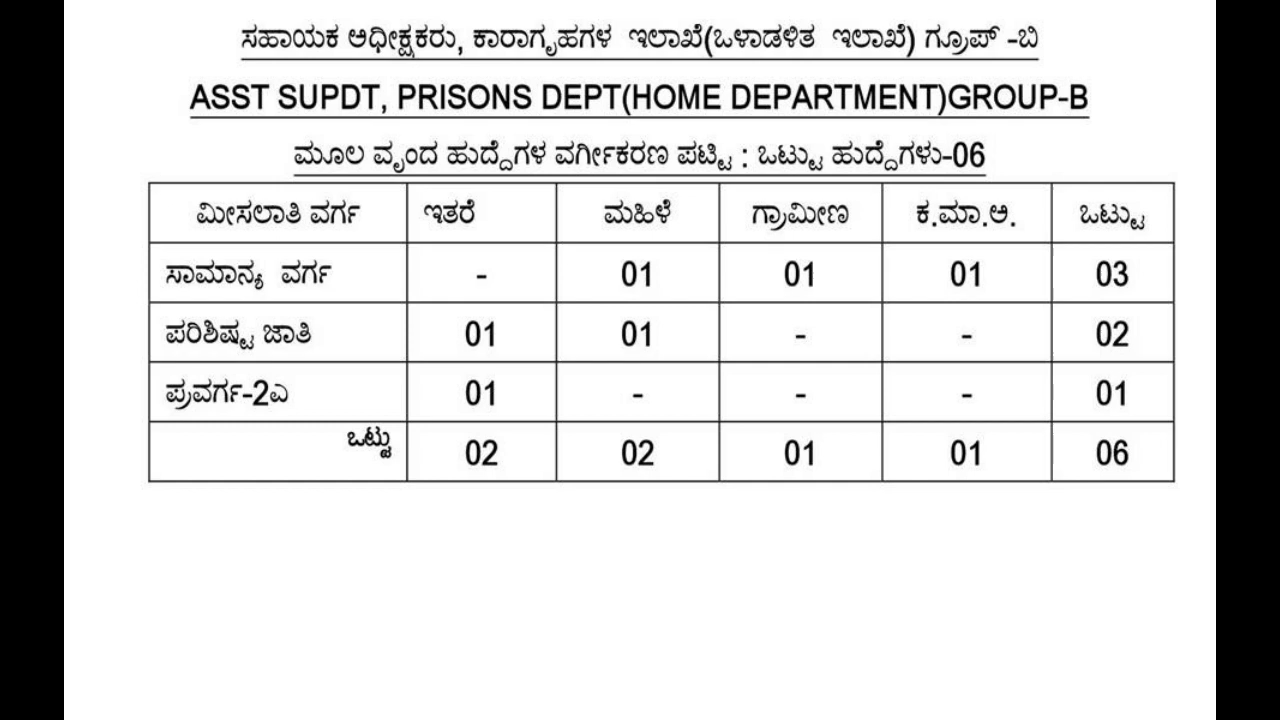 ಸಹಾಯಕ ಅಧೀಕ್ಷಕರು, ಕಾರಾಗೃಹಗಳ ಇಲಾಖೆ(ಒಳಾಡಳಿತ ಇಲಾಖೆ) ಗ್ರೂಪ್ -ಬಿ
ASST SUPDT, PRISONS DEPT(HOME DEPARTMENT)GROUP-B
ಮೂಲ ವೃಂದ ಹುದ್ದೆಗಳ ವರ್ಗೀಕರಣ ಪಟ್ಟಿ : ಒಟ್ಟು ಹುದ್ದೆಗಳು-06
ಮೀಸಲಾತಿ ವರ್ಗ ಇತರೆ ಮಹಿಳೆ ಗ್ರಾಮೀಣ ಕ.ಮಾ.ಅ. ಒಟ್ಟು
ಸಾಮಾನ್ಯ ವರ್ಗ - 01 01 01 03
ಪರಿಶಿಷ್ಟ ಜಾತಿ 01 01 - - 02
ಪ್ರವರ್ಗ-2ಎ 01 - - - 01
ಒಟ್ಟು 02 02 01 01 06